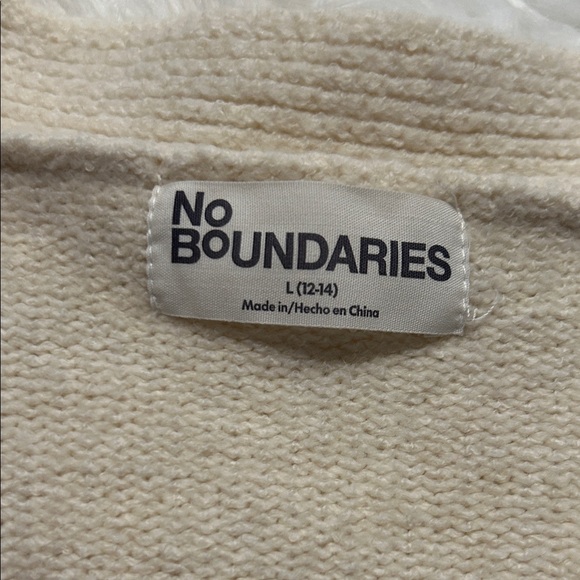 No
BoUNDARIES
L (12-14)
Made in/Hecho en China